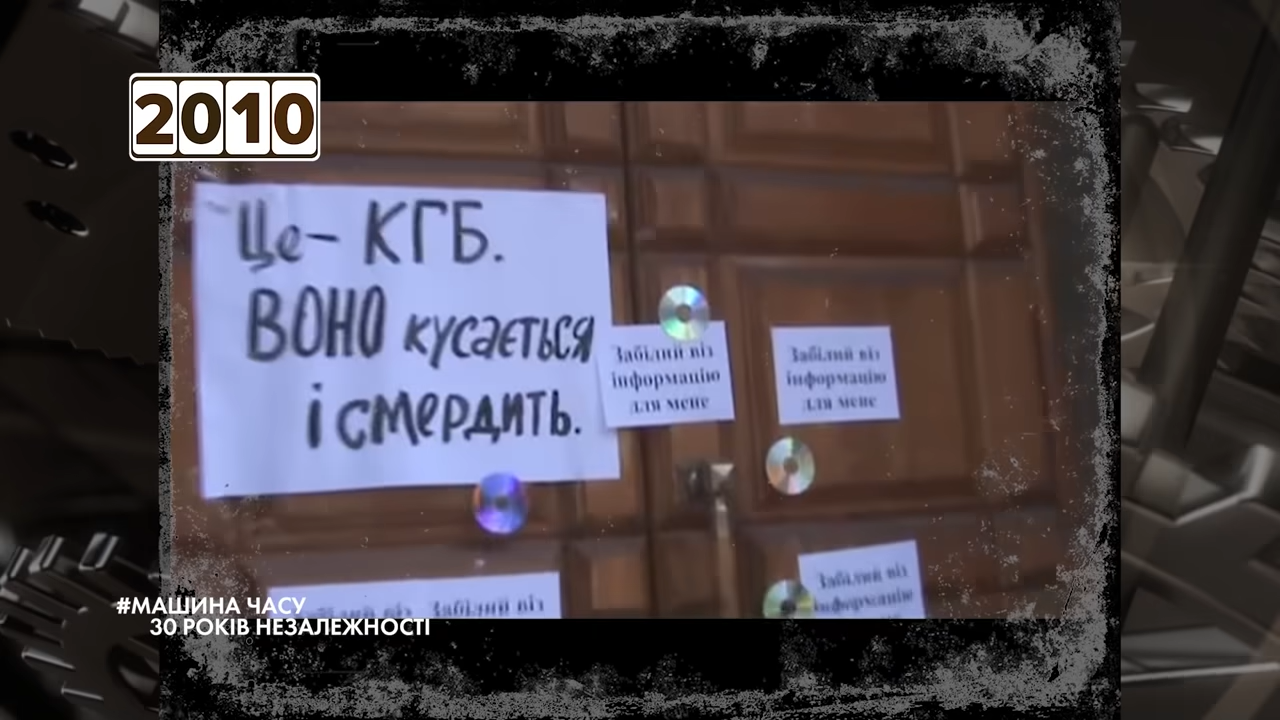 2010
Це – КГБ.
ВОНО кусається
і смердить.
Забілий віз
інформацію
для мене
Забілий віз
інформацію
для мене
Забілий віз
інформацію
Забілий віз
#МАШИНА ЧАСУ
30 РОКІВ НЕЗАЛЕЖНОСТІ